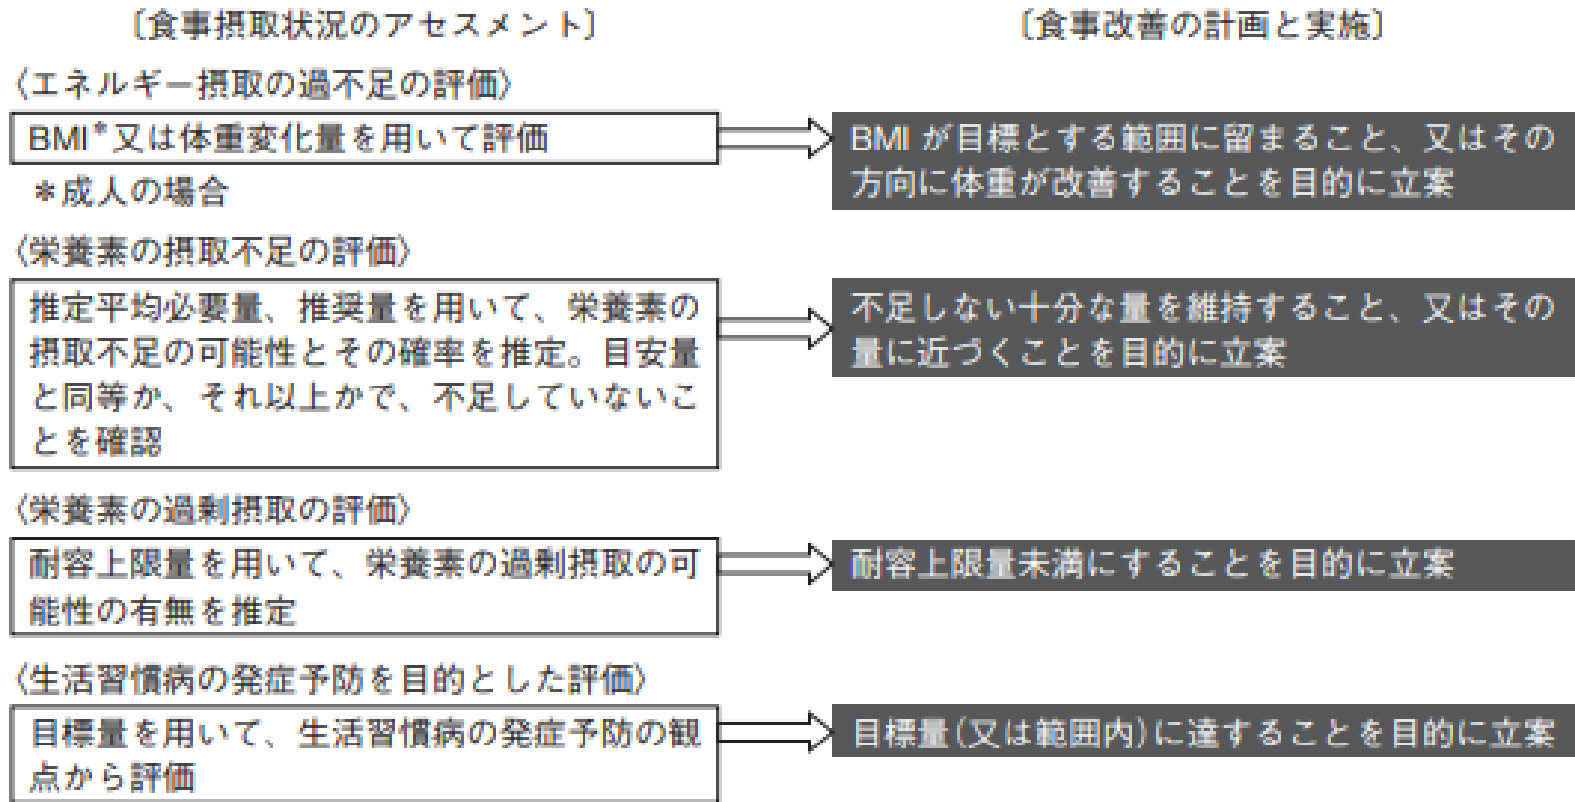 〔食事摂取状況のアセスメント〕
〔食事改善の計画と実施〕
〈エネルギー摂取の過不足の評価〉
BMI*又は体重変化量を用いて評価
*成人の場合
BMI が目標とする範囲に留まること、又はその
方向に体重が改善することを目的に立案
〈栄養素の摂取不足の評価〉
推定平均必要量、推奨量を用いて、栄養素の
摂取不足の可能性とその確率を推定。目安量
と同等か、それ以上かで、不足していないこ
とを確認
不足しない十分な量を維持すること、又はその
量に近づくことを目的に立案
〈栄養素の過剰摂取の評価〉
耐容上限量を用いて、栄養素の過剰摂取の可
能性の有無を推定
耐容上限量未満にすることを目的に立案
〈生活習慣病の発症予防を目的とした評価〉
目標量を用いて、生活習慣病の発症予防の観
点から評価
目標量(又は範囲内)に達することを目的に立案